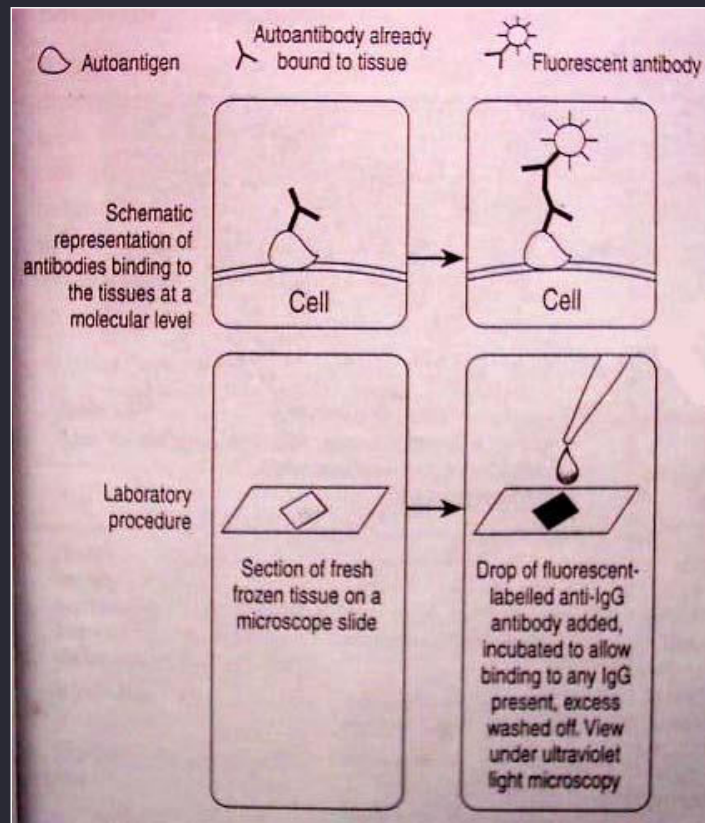 Autoantigen
Autoantibody already
bound to tissue
Fluorescent antibody
Schematic
representation of
antibodies binding to
the tissues at a
molecular level
Cell
Cell
Laboratory
procedure
Section of fresh
frozen tissue on a
microscope slide
Drop of fluorescent-
labelled anti-IgG
antibody added,
incubated to allow
binding to any IgG
present, excess
washed off. View
under ultraviolet
light microscopy